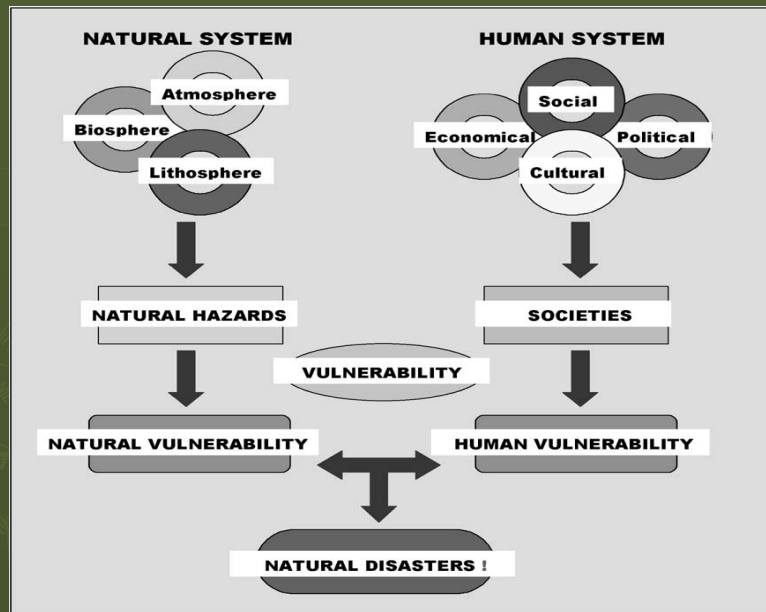 NATURAL SYSTEM
HUMAN SYSTEM
Atmosphere
Biosphere
Lithosphere
Social
Economical
Political
Cultural
NATURAL HAZARDS
SOCIETIES
VULNERABILITY
NATURAL VULNERABILITY
HUMAN VULNERABILITY
NATURAL DISASTERS !